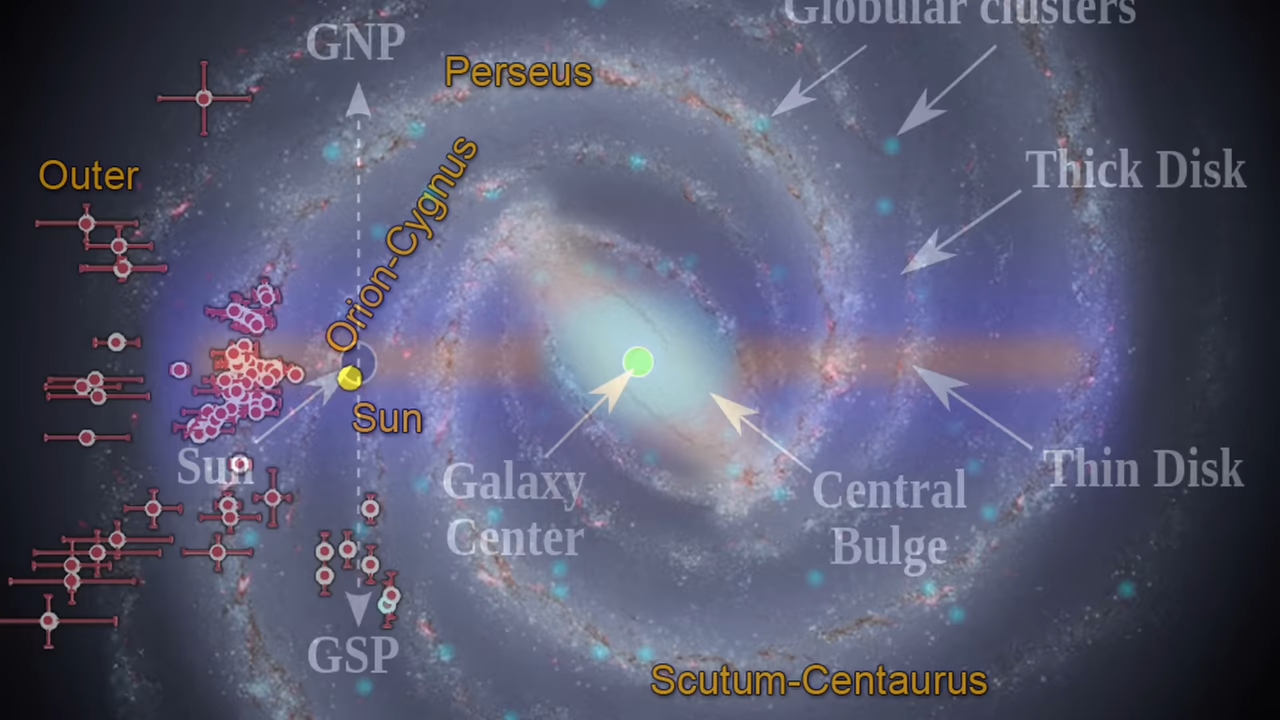 Globular clusters
GNP
Perseus
Orion-Cygnus
Thick Disk
Outer
Sun
Sun
Galaxy
Center
Central
Bulge
Thin Disk
GSP
Scutum-Centaurus